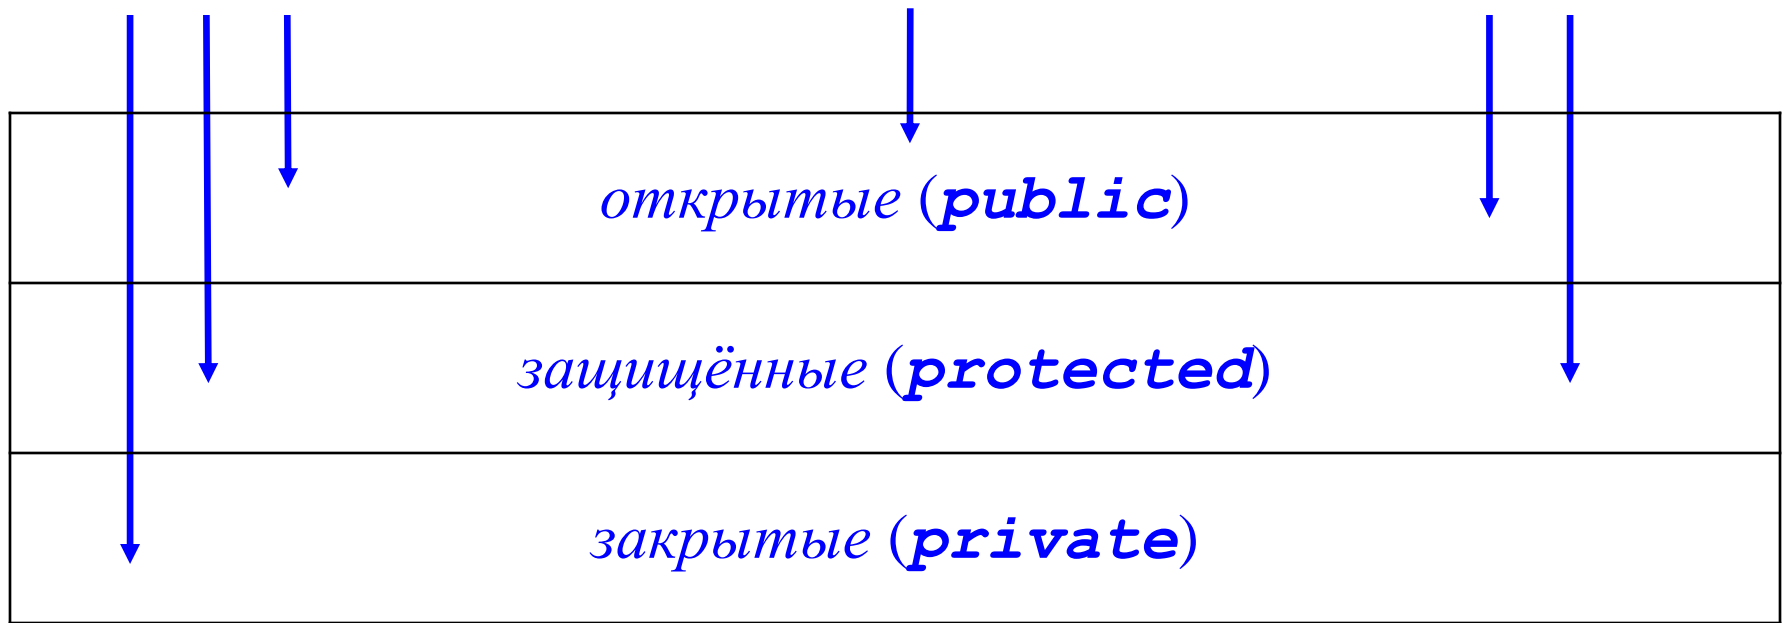 открытые (public)
защищённые (protected)
закрытые (private)